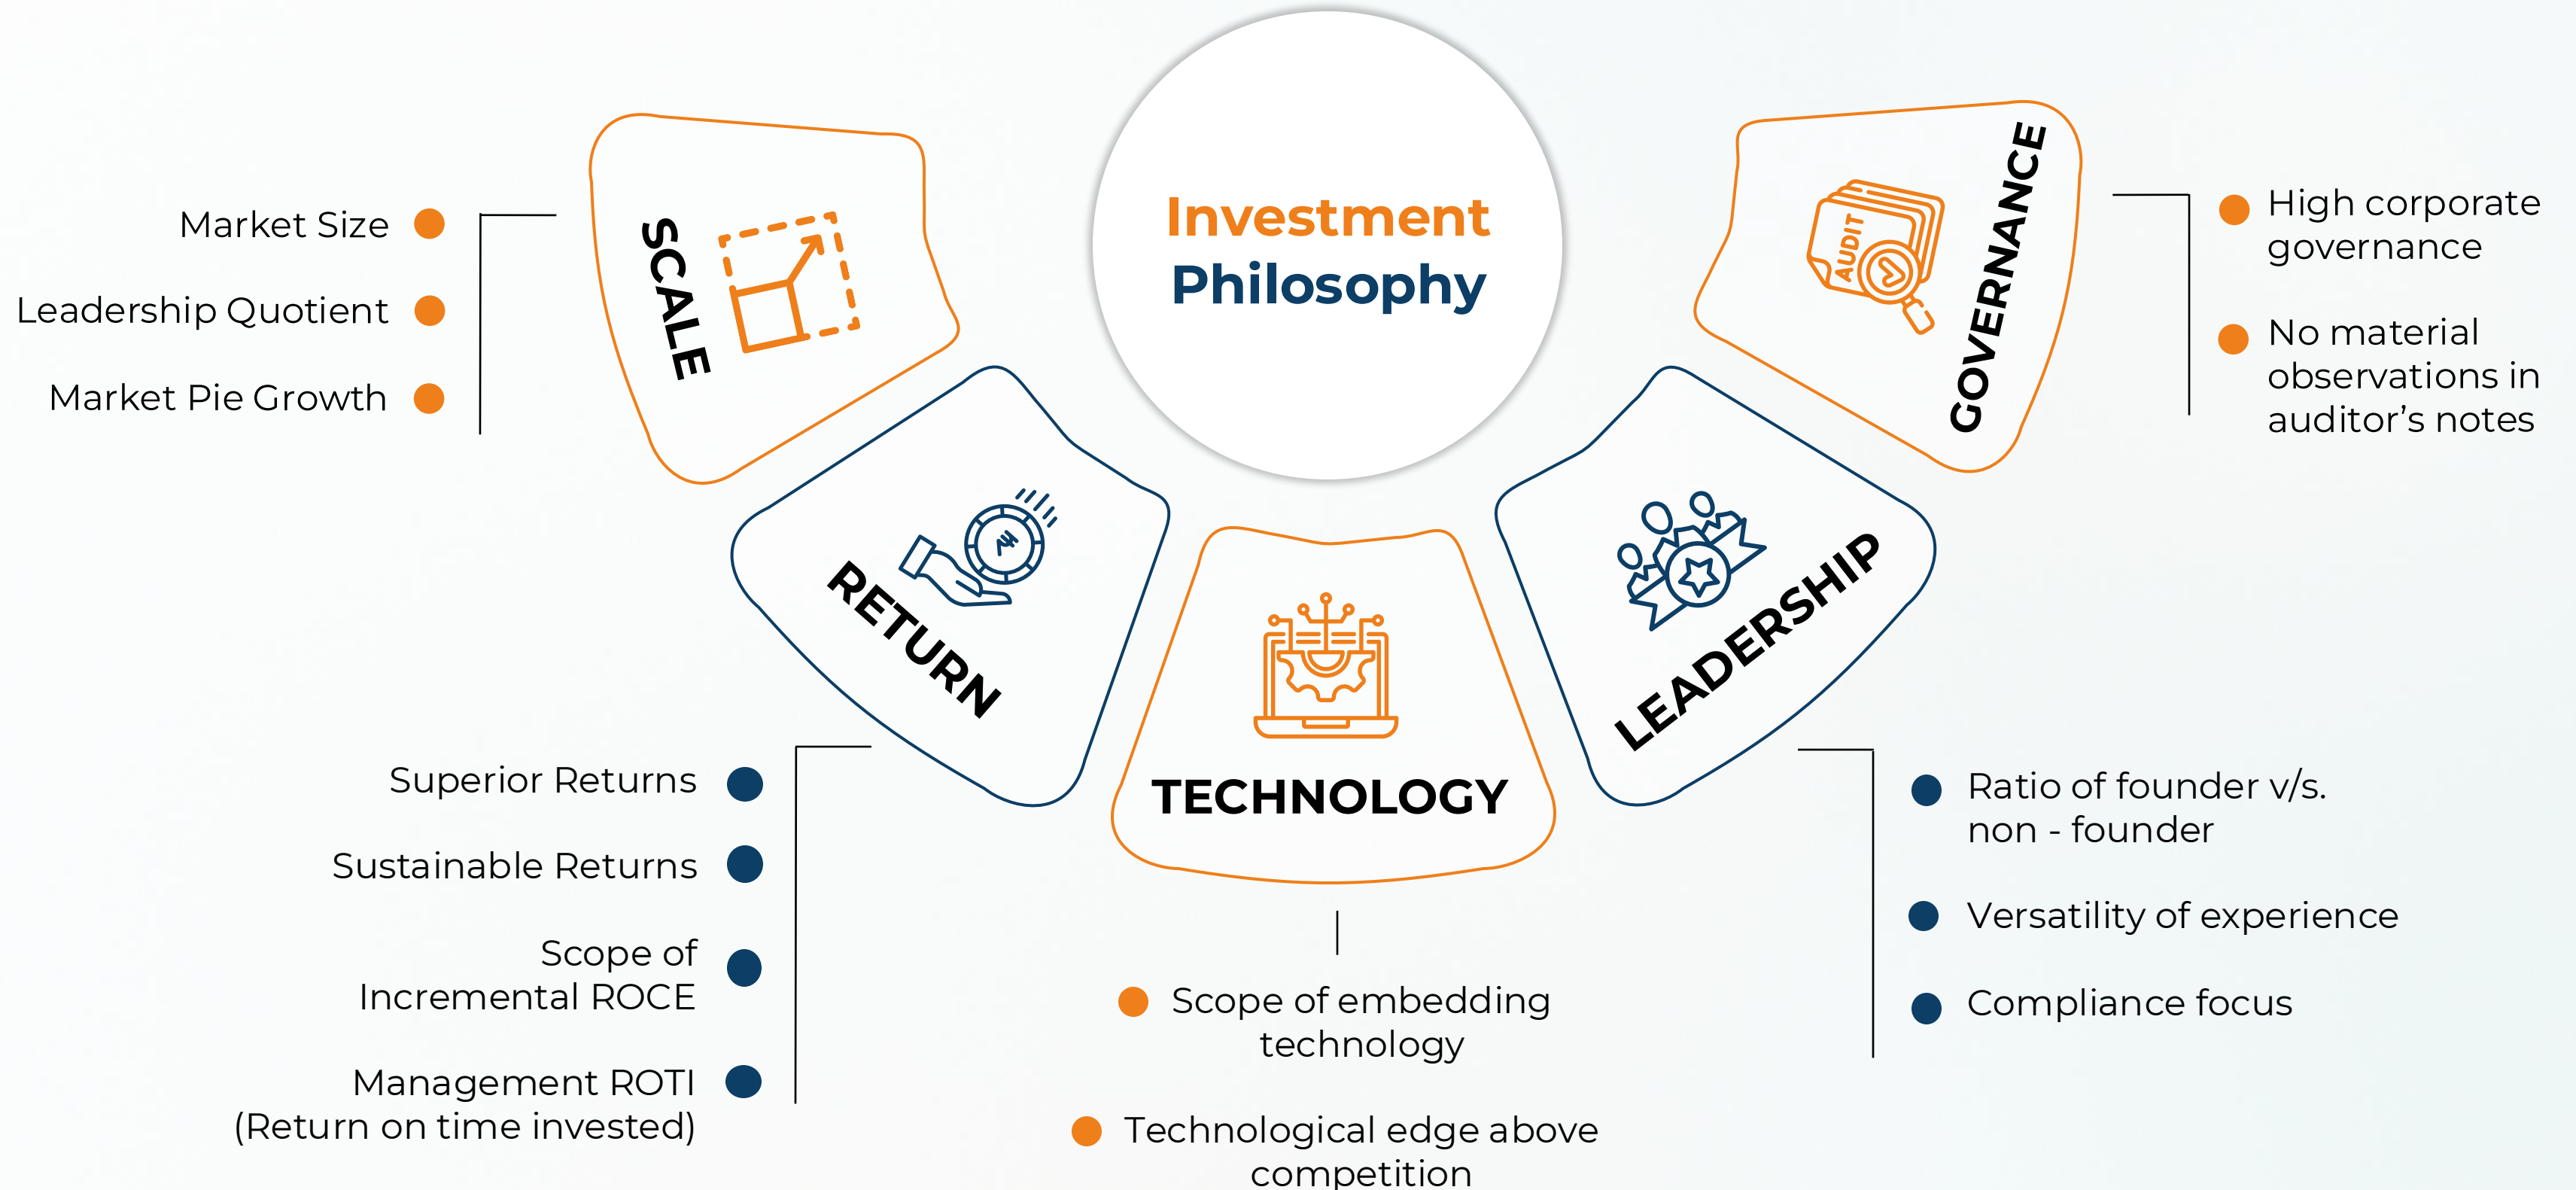 Investment
Philosophy
SCALE
Market Size
Leadership Quotient
Market Pie Growth
RETURN
Superior Returns
Sustainable Returns
Scope of
Incremental ROCE
Management ROTI
(Return on time invested)
TECHNOLOGY
Scope of embedding
technology
Technological edge above
competition
LEADERSHIP
Ratio of founder v/s.
non - founder
Versatility of experience
Compliance focus
GOVERNANCE
AUDIT
High corporate
governance
No material
observations in
auditor’s notes